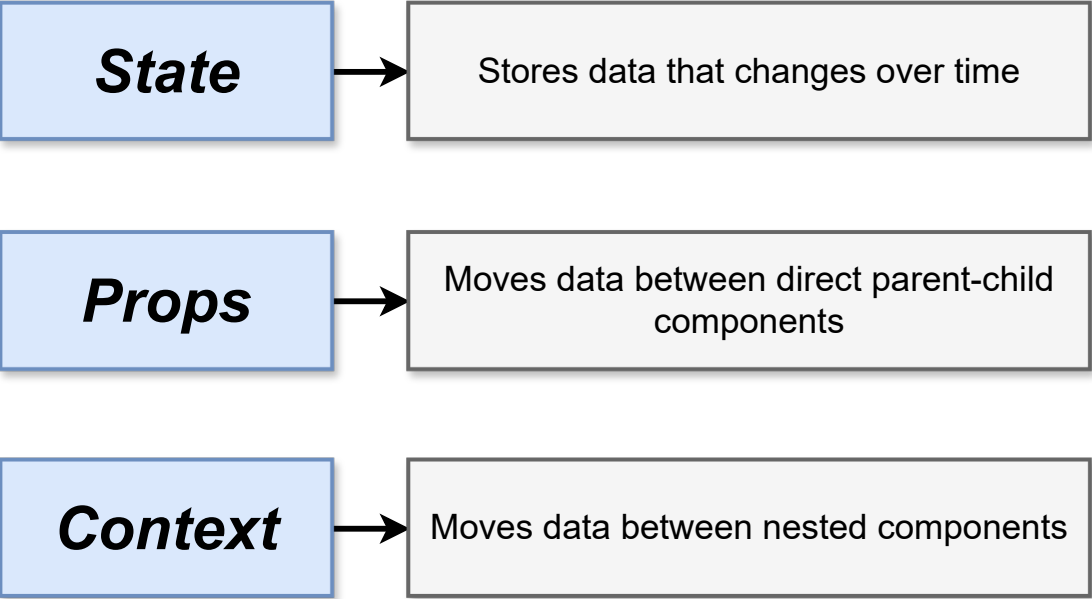 State
Stores data that changes over time
Props
Moves data between direct parent-child
components
Context
Moves data between nested components